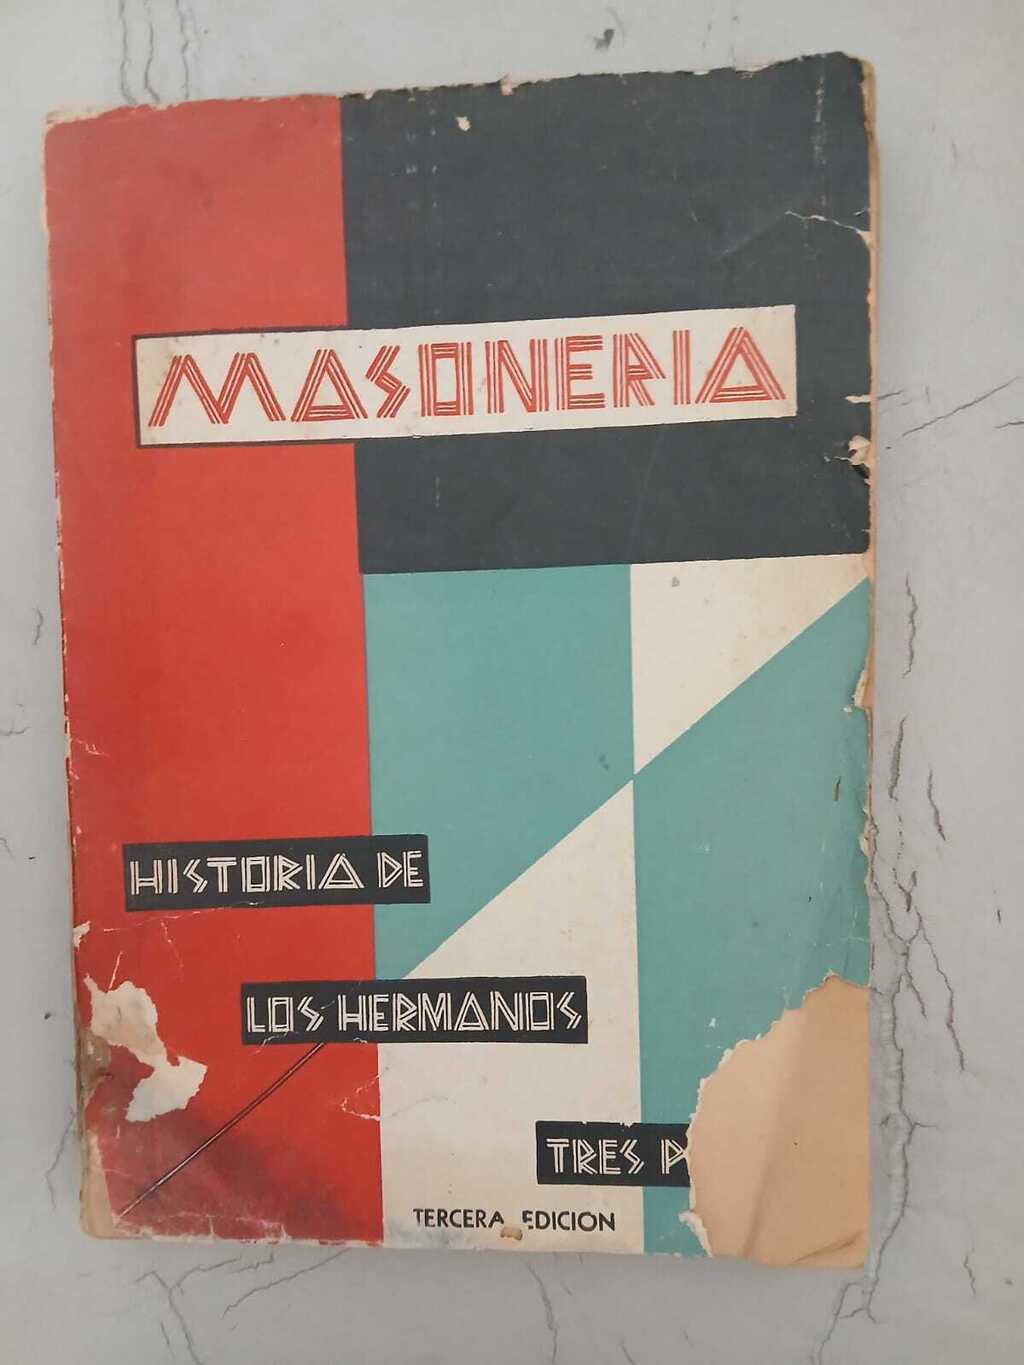 MASONERIA
HISTORIA DE
LOS HERMANOS
TRES
TERCERA EDICION